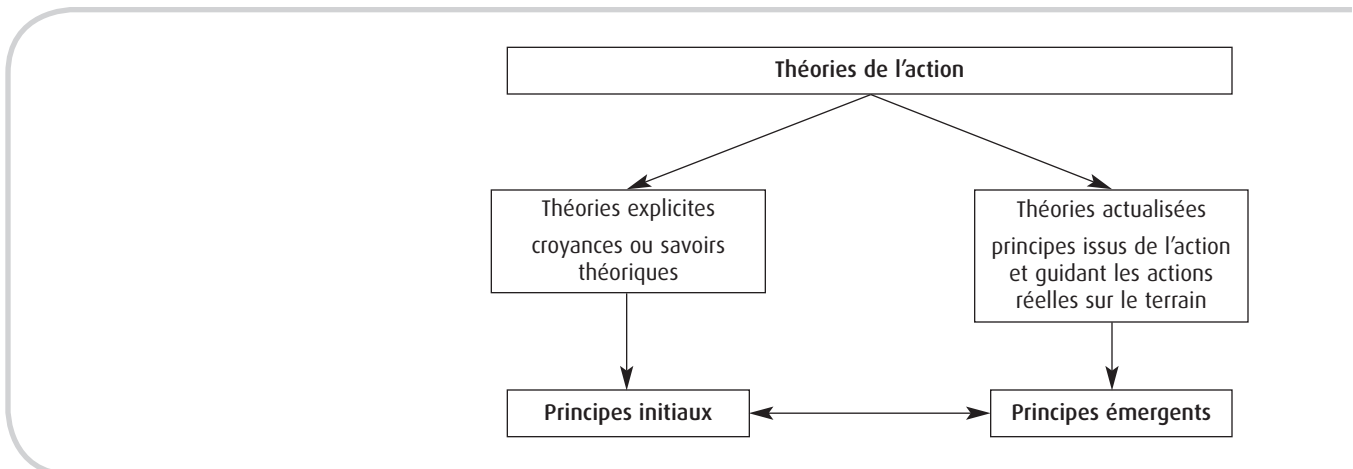 Théories de l'action
Théories explicites
croyances ou savoirs
théoriques
Théories actualisées
principes issus de l'action
et guidant les actions
réelles sur le terrain
Principes initiaux
Principes émergents